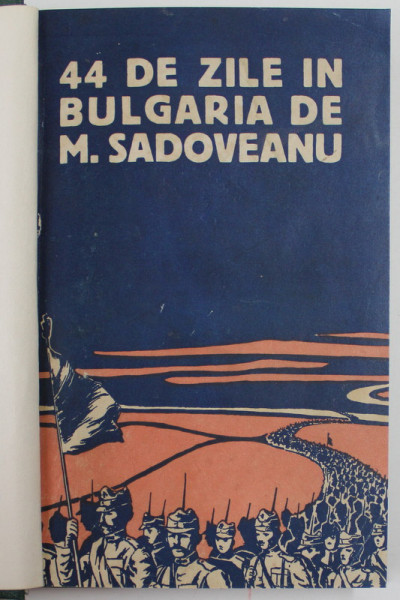 44 DE ZILE IN
BULGARIA DE
M. SADOVEANU